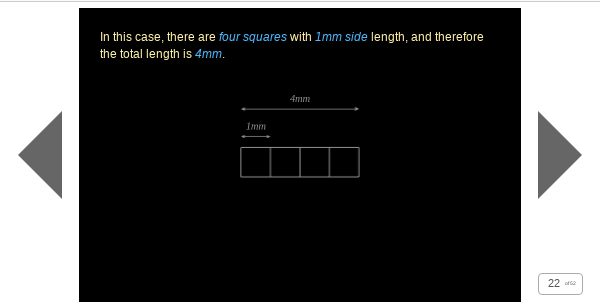 In this case, there are four squares with 1mm side length, and therefore
the total length is 4mm.
4mm
1mm
22 of 52